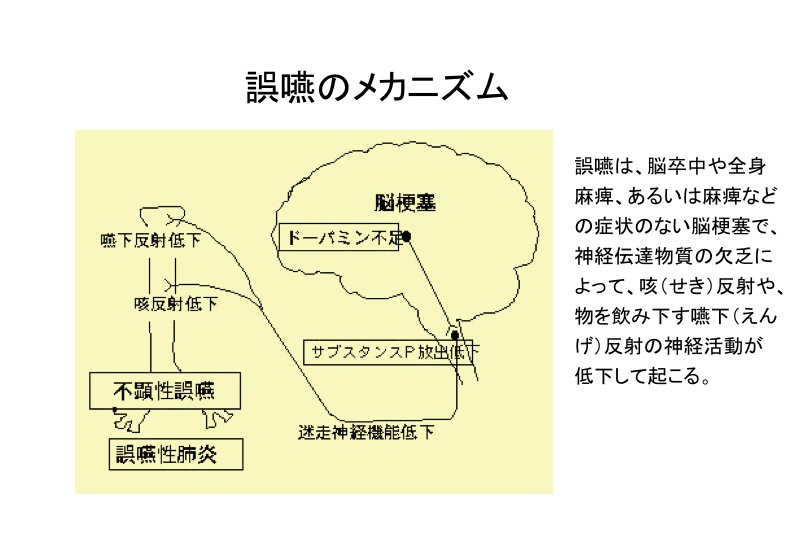 誤嚥のメカニズム
脳梗塞
ドーパミン不足
嚥下反射低下
咳反射低下
サブスタンスP放出低下
不顕性誤嚥
迷走神経機能低下
誤嚥性肺炎
誤嚥は、脳卒中や全身
麻痺、あるいは麻痺など
の症状のない脳梗塞で、
神経伝達物質の欠乏に
よって、咳（せき）反射や、
物を飲み下す嚥下（えん
げ）反射の神経活動が
低下して起こる。